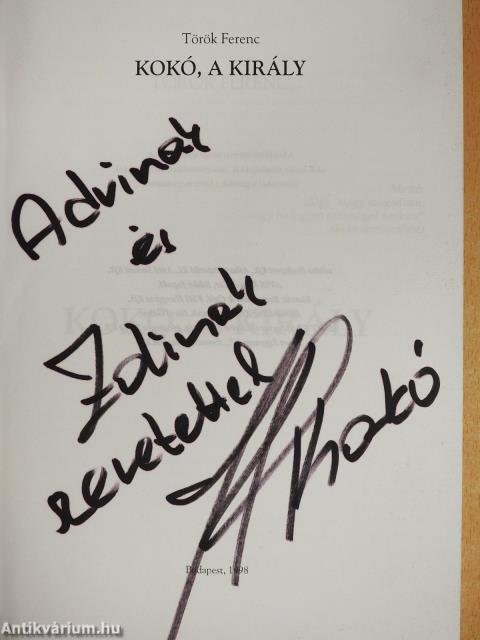 Török Ferenc
KOKÓ, A KIRÁLY
Adrinak
és
Zolinak
szeretettel
Kokó
Budapest, 1998
Antikvárium.hu